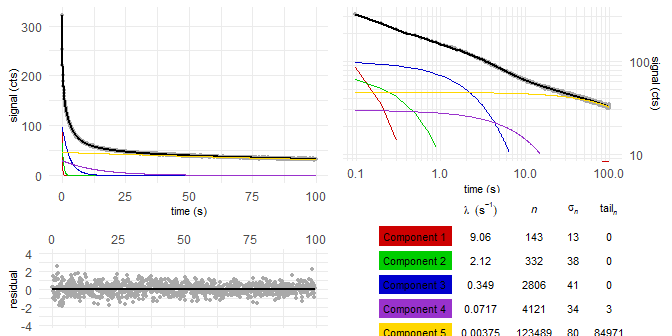 signal (cts)
300
200
100
0
0
25
50
75
100
time (s)
signal (cts)
100.0
10
0.1
1.0
10.0
100.0
time (s)
0
25
50
75
100
residual
4
2
0
-2
-4
λ (s⁻¹) n σₙ tailₙ
Component 1 9.06 143 13 0
Component 2 2.12 332 38 0
Component 3 0.349 2806 41 0
Component 4 0.0717 4121 34 3
Component 5 0.00375 123489 80 84971